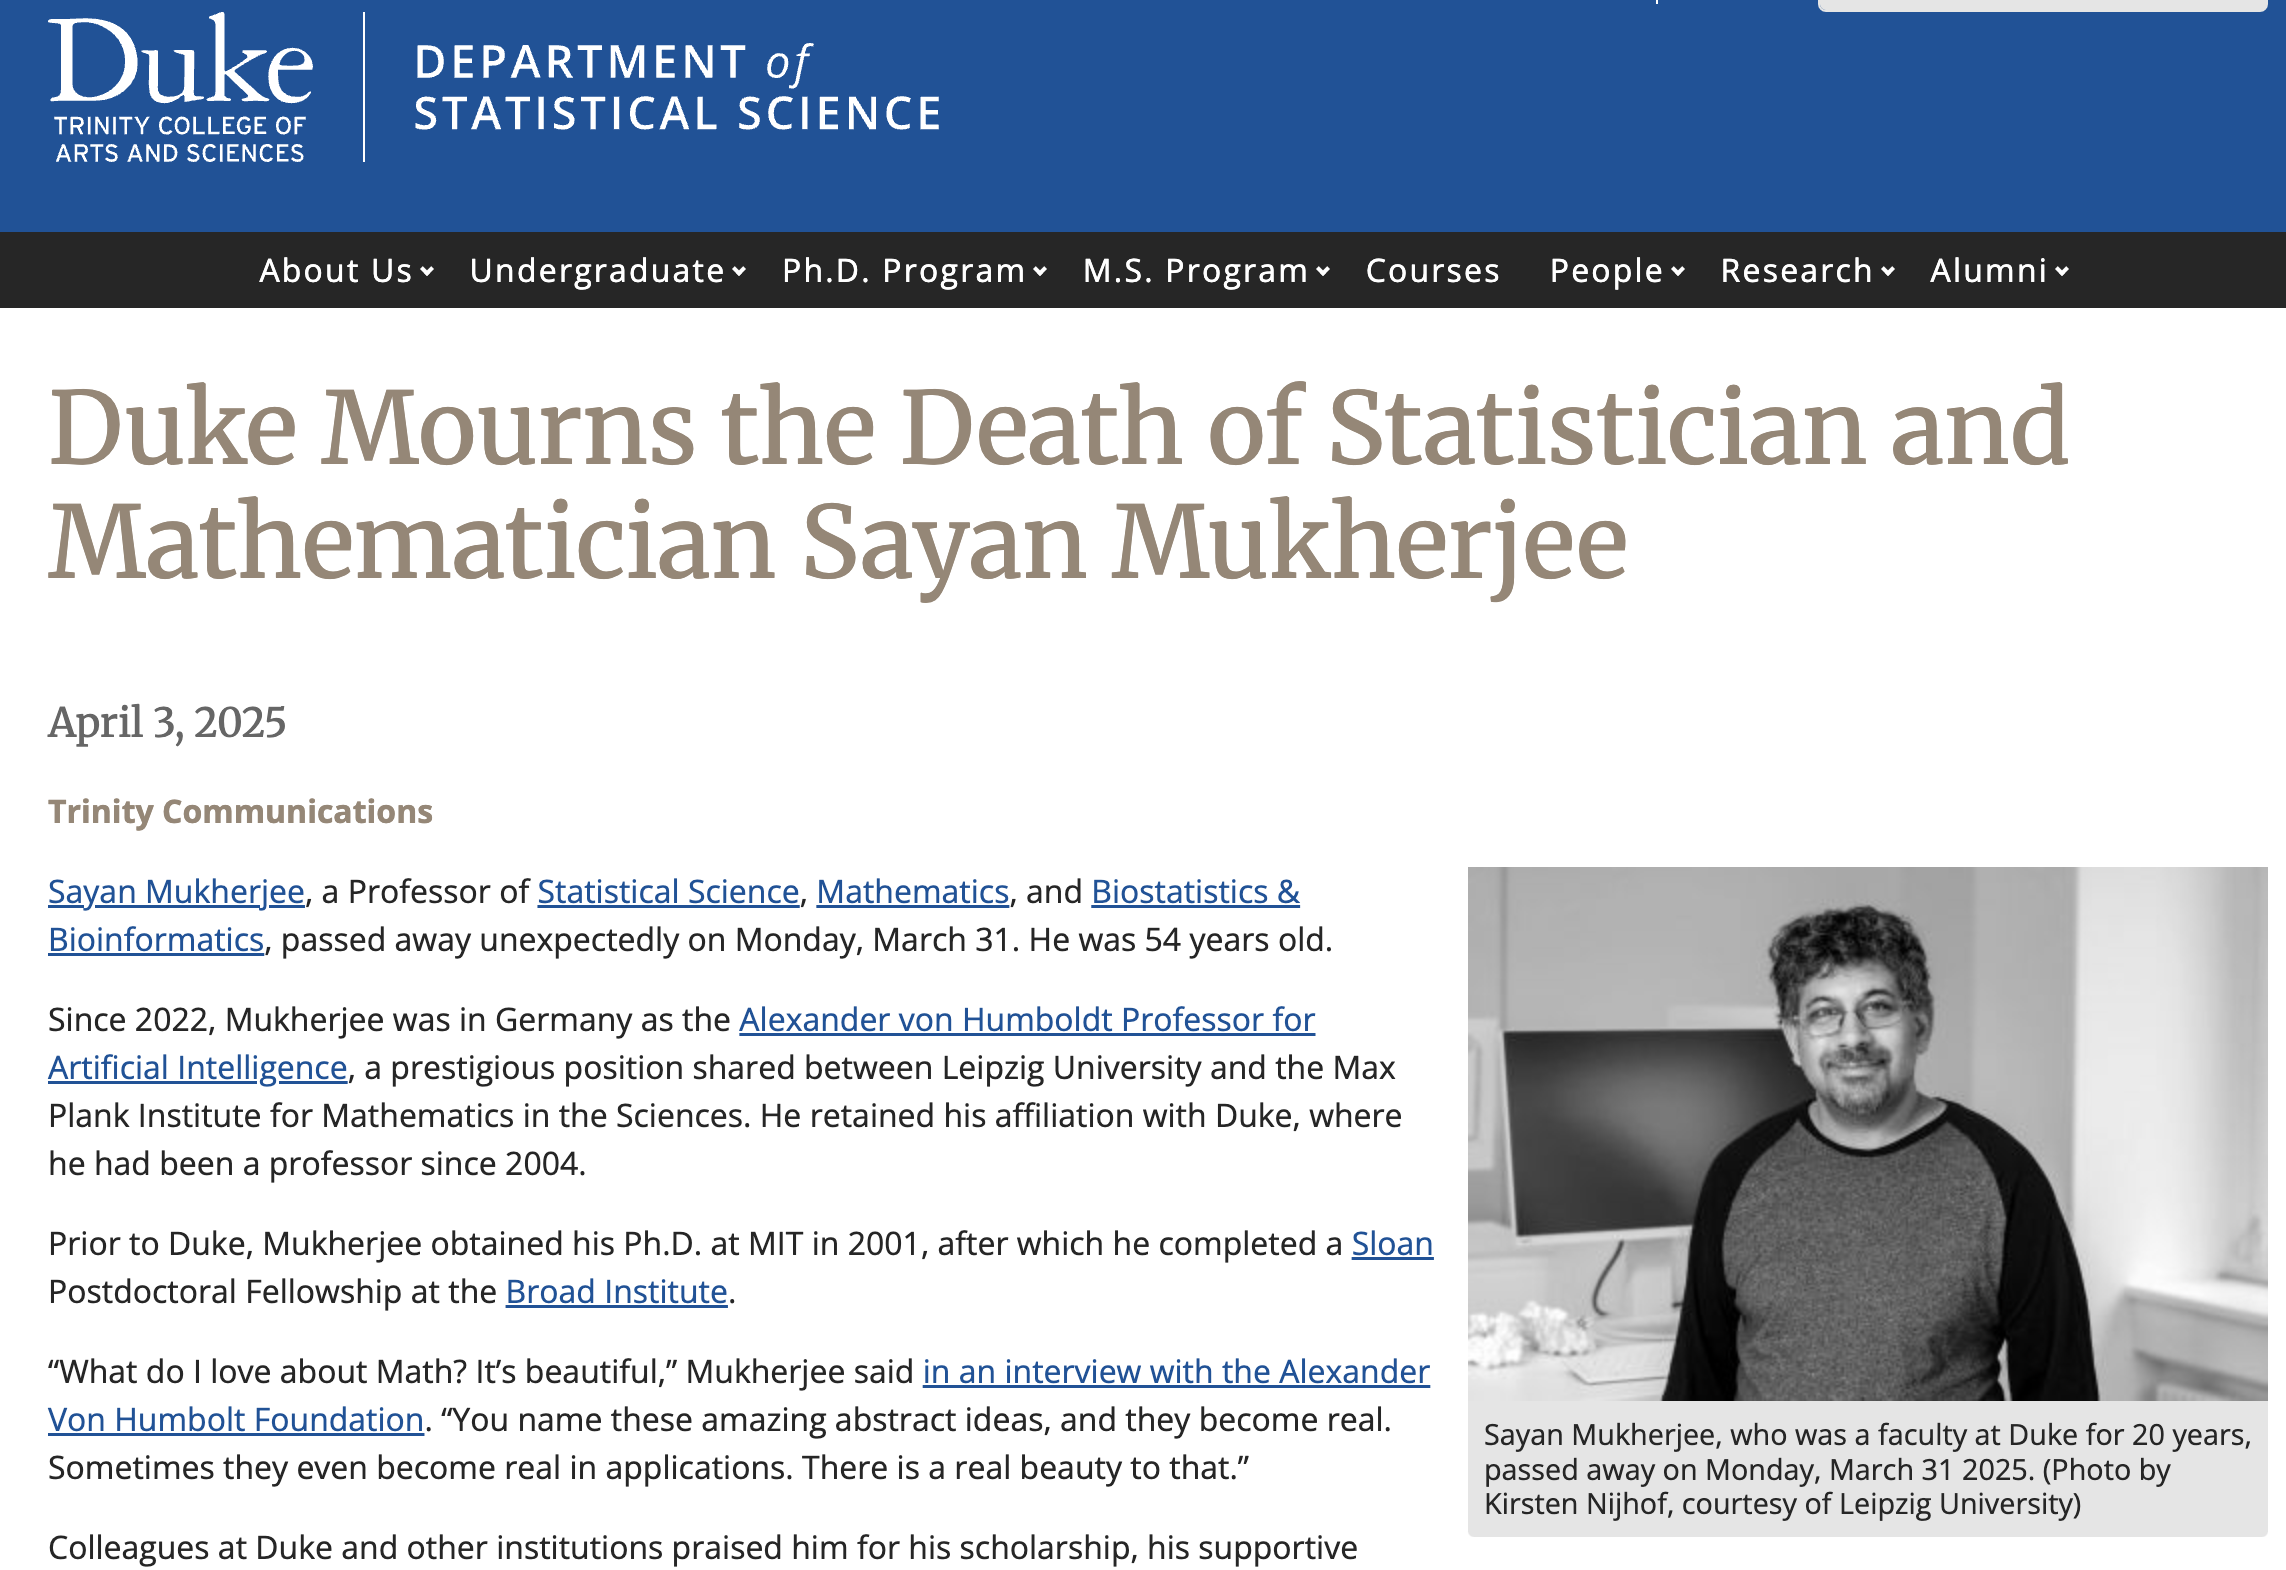 Duke
TRINITY COLLEGE OF
ARTS AND SCIENCES
DEPARTMENT of
STATISTICAL SCIENCE
About Us Undergraduate Ph.D. Program M.S. Program Courses People Research Alumni
Duke Mourns the Death of Statistician and
Mathematician Sayan Mukherjee
April 3, 2025
Trinity Communications
Sayan Mukherjee, a Professor of Statistical Science, Mathematics, and Biostatistics &
Bioinformatics, passed away unexpectedly on Monday, March 31. He was 54 years old.
Since 2022, Mukherjee was in Germany as the Alexander von Humboldt Professor for
Artificial Intelligence, a prestigious position shared between Leipzig University and the Max
Plank Institute for Mathematics in the Sciences. He retained his affiliation with Duke, where
he had been a professor since 2004.
Prior to Duke, Mukherjee obtained his Ph.D. at MIT in 2001, after which he completed a Sloan
Postdoctoral Fellowship at the Broad Institute.
“What do I love about Math? It’s beautiful,” Mukherjee said in an interview with the Alexander
Von Humbolt Foundation. “You name these amazing abstract ideas, and they become real.
Sometimes they even become real in applications. There is a real beauty to that.”
Colleagues at Duke and other institutions praised him for his scholarship, his supportive
Sayan Mukherjee, who was a faculty at Duke for 20 years,
passed away on Monday, March 31 2025. (Photo by
Kirsten Nijhof, courtesy of Leipzig University)